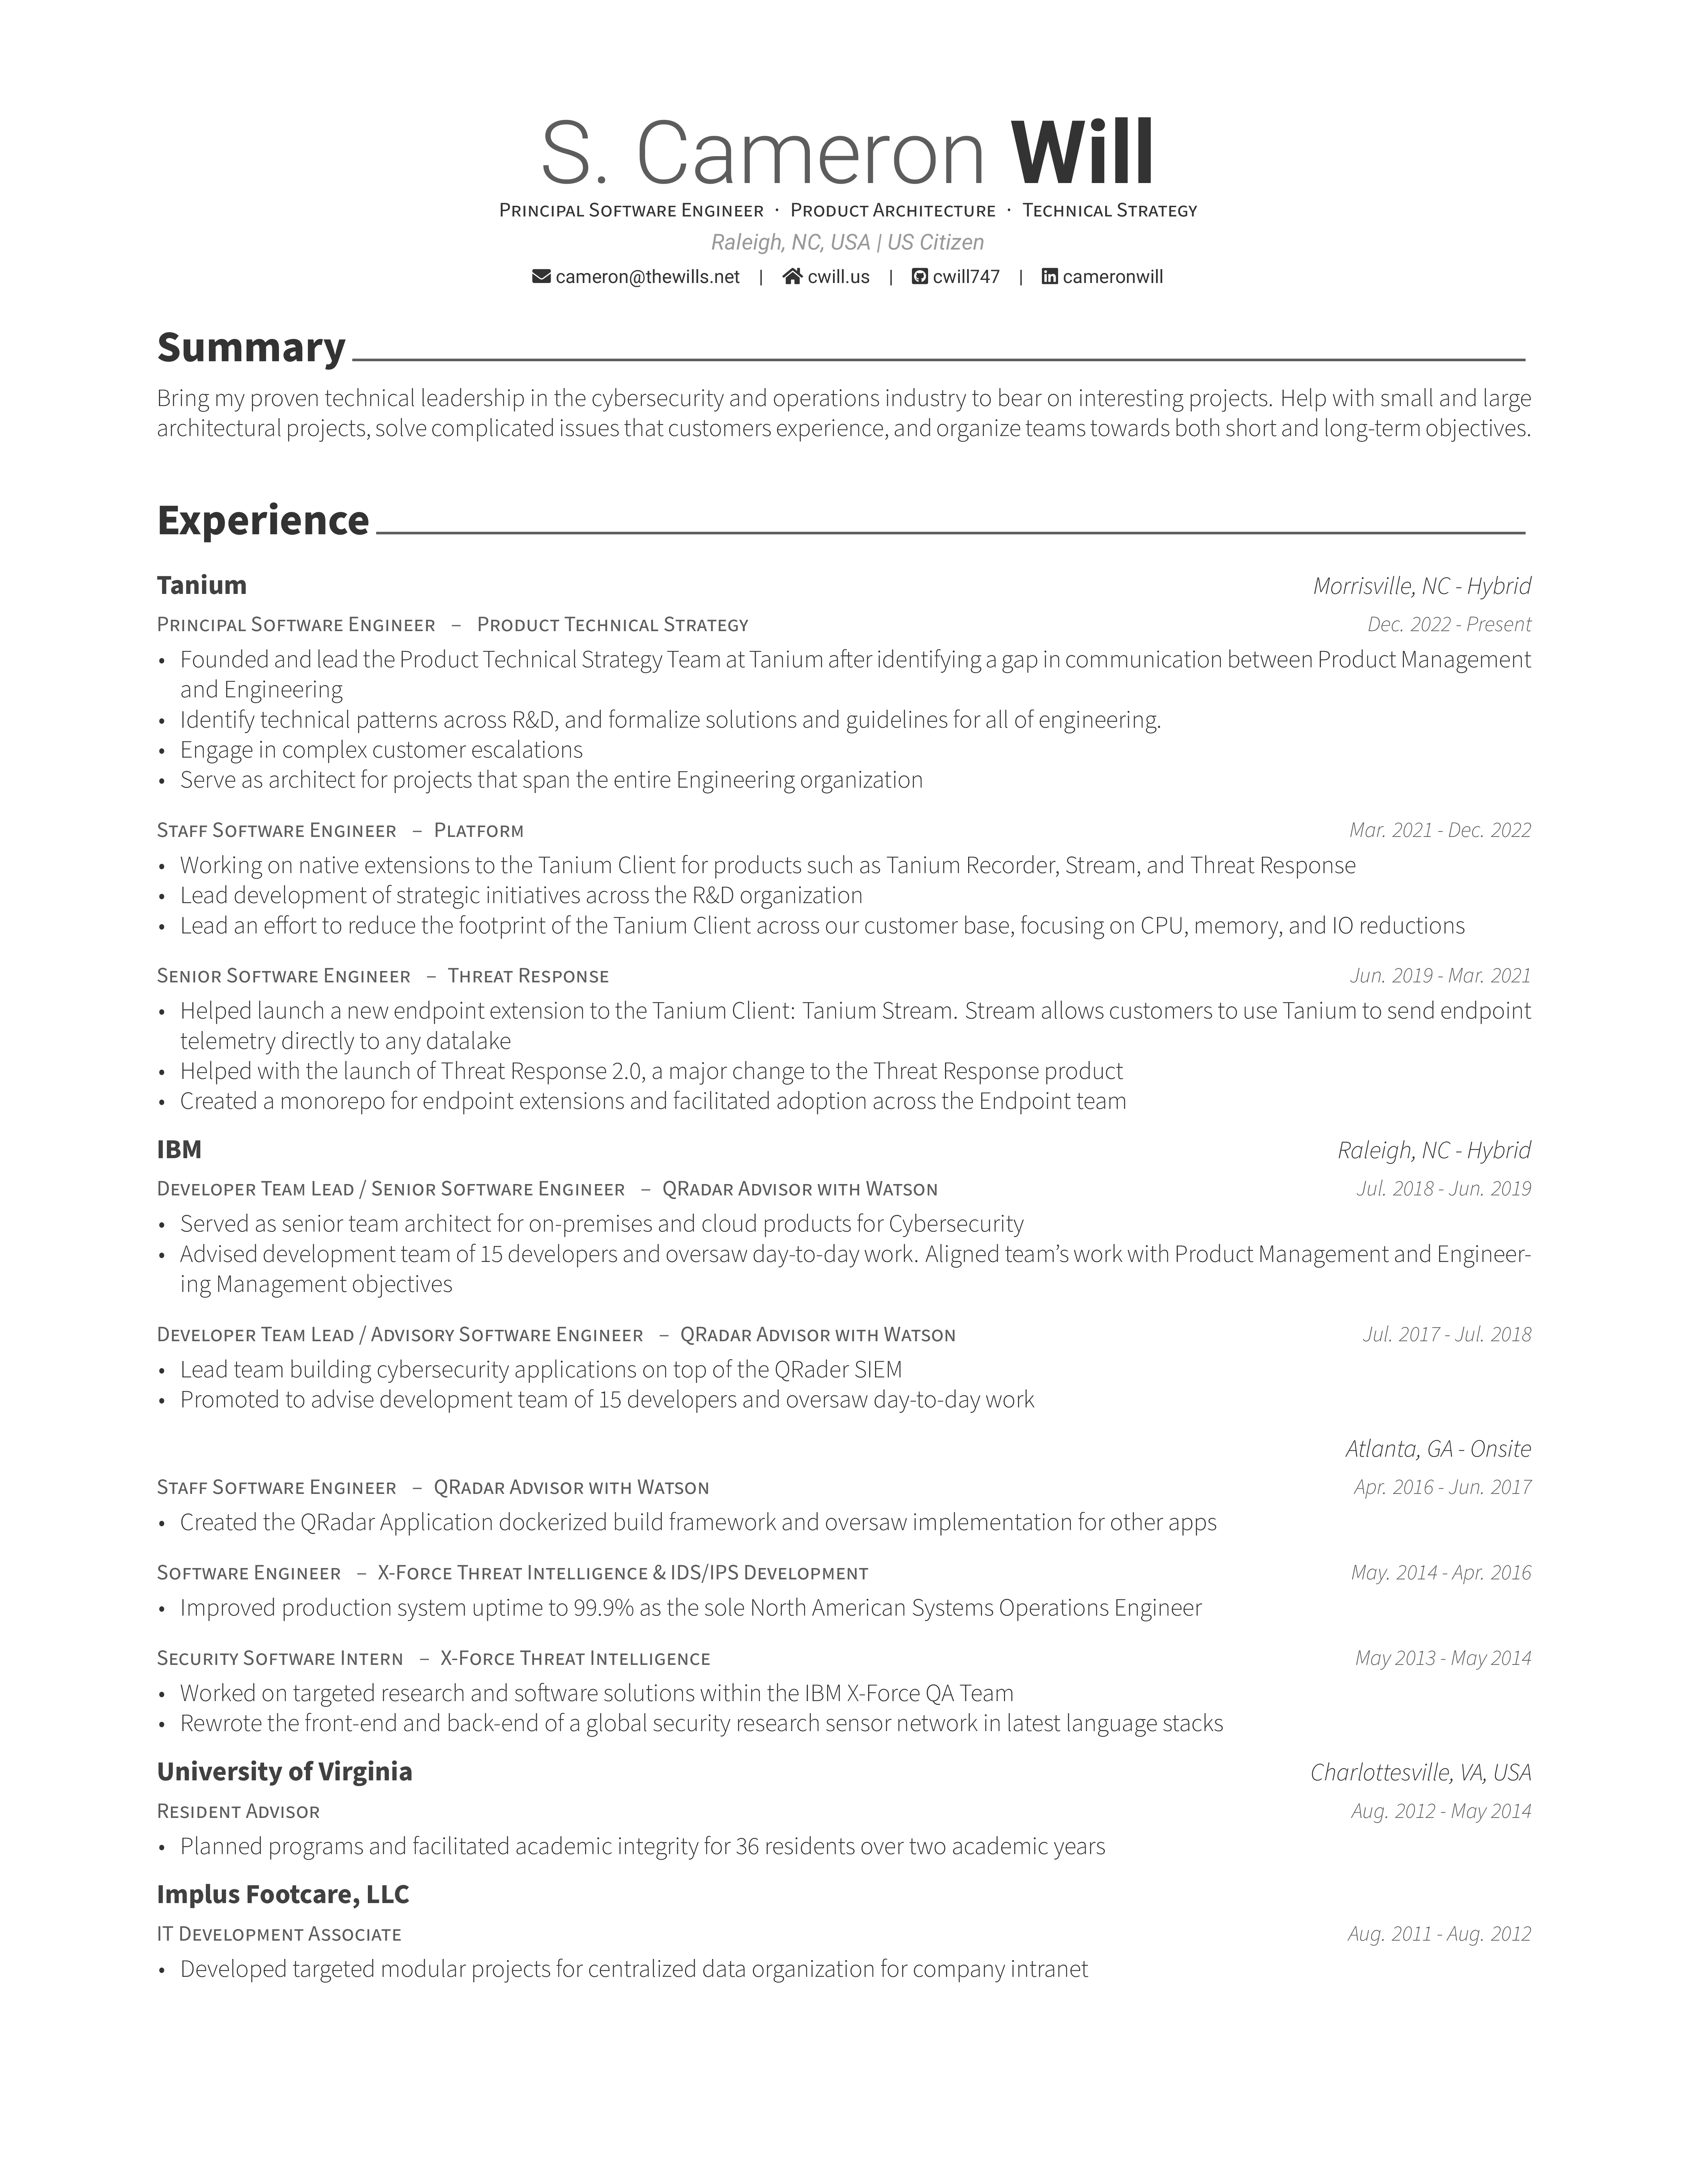 S. Cameron Will
Principal Software Engineer · Product Architecture · Technical Strategy
Raleigh, NC, USA | US Citizen
cameron@thewills.net | cwill.us | cwill747 | cameronwill
Summary
Bring my proven technical leadership in the cybersecurity and operations industry to bear on interesting projects. Help with small and large
architectural projects, solve complicated issues that customers experience, and organize teams towards both short and long-term objectives.
Experience
Tanium Morrisville, NC - Hybrid
Principal Software Engineer – Product Technical Strategy Dec. 2022 - Present
• Founded and lead the Product Technical Strategy Team at Tanium after identifying a gap in communication between Product Management
and Engineering
• Identify technical patterns across R&D, and formalize solutions and guidelines for all of engineering.
• Engage in complex customer escalations
• Serve as architect for projects that span the entire Engineering organization
Staff Software Engineer – Platform Mar. 2021 - Dec. 2022
• Working on native extensions to the Tanium Client for products such as Tanium Recorder, Stream, and Threat Response
• Lead development of strategic initiatives across the R&D organization
• Lead an effort to reduce the footprint of the Tanium Client across our customer base, focusing on CPU, memory, and IO reductions
Senior Software Engineer – Threat Response Jun. 2019 - Mar. 2021
• Helped launch a new endpoint extension to the Tanium Client: Tanium Stream. Stream allows customers to use Tanium to send endpoint
telemetry directly to any datalake
• Helped with the launch of Threat Response 2.0, a major change to the Threat Response product
• Created a monorepo for endpoint extensions and facilitated adoption across the Endpoint team
IBM Raleigh, NC - Hybrid
Developer Team Lead / Senior Software Engineer – QRadar Advisor with Watson Jul. 2018 - Jun. 2019
• Served as senior team architect for on-premises and cloud products for Cybersecurity
• Advised development team of 15 developers and oversaw day-to-day work. Aligned team's work with Product Management and Engineer-
ing Management objectives
Developer Team Lead / Advisory Software Engineer – QRadar Advisor with Watson Jul. 2017 - Jul. 2018
• Lead team building cybersecurity applications on top of the QRader SIEM
• Promoted to advise development team of 15 developers and oversaw day-to-day work
Atlanta, GA - Onsite
Staff Software Engineer – QRadar Advisor with Watson Apr. 2016 - Jun. 2017
• Created the QRadar Application dockerized build framework and oversaw implementation for other apps
Software Engineer – X-Force Threat Intelligence & IDS/IPS Development May. 2014 - Apr. 2016
• Improved production system uptime to 99.9% as the sole North American Systems Operations Engineer
Security Software Intern – X-Force Threat Intelligence May 2013 - May 2014
• Worked on targeted research and software solutions within the IBM X-Force QA Team
• Rewrote the front-end and back-end of a global security research sensor network in latest language stacks
University of Virginia Charlottesville, VA, USA
Resident Advisor Aug. 2012 - May 2014
• Planned programs and facilitated academic integrity for 36 residents over two academic years
Implus Footcare, LLC
IT Development Associate Aug. 2011 - Aug. 2012
• Developed targeted modular projects for centralized data organization for company intranet